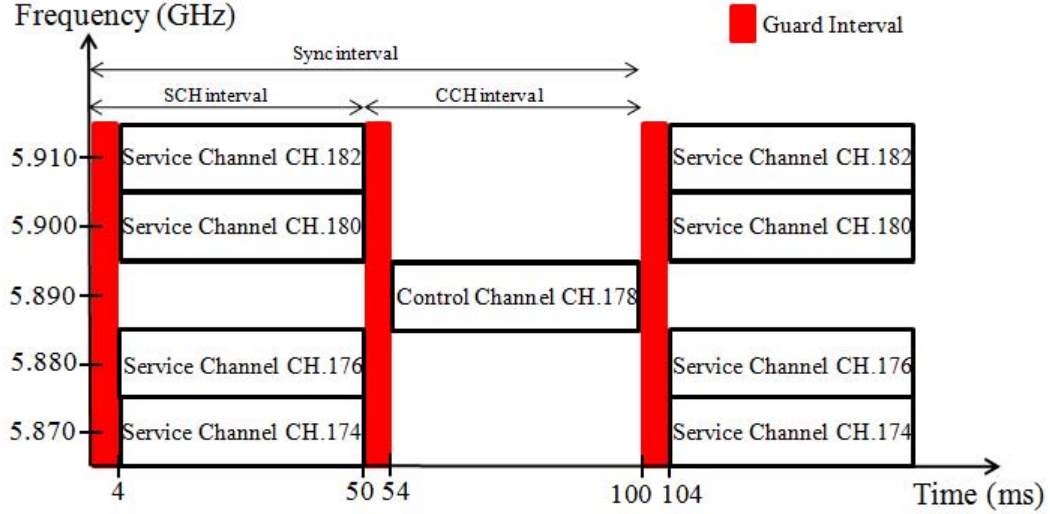 Frequency (GHz)
Guard Interval
Sync interval
SCH interval
CCH interval
5.910
Service Channel CH.182
Service Channel CH.182
5.900
Service Channel CH.180
Service Channel CH.180
5.890
Control Channel CH.178
5.880
Service Channel CH.176
Service Channel CH.176
5.870
Service Channel CH.174
Service Channel CH.174
4
50 54
100 104
Time (ms)